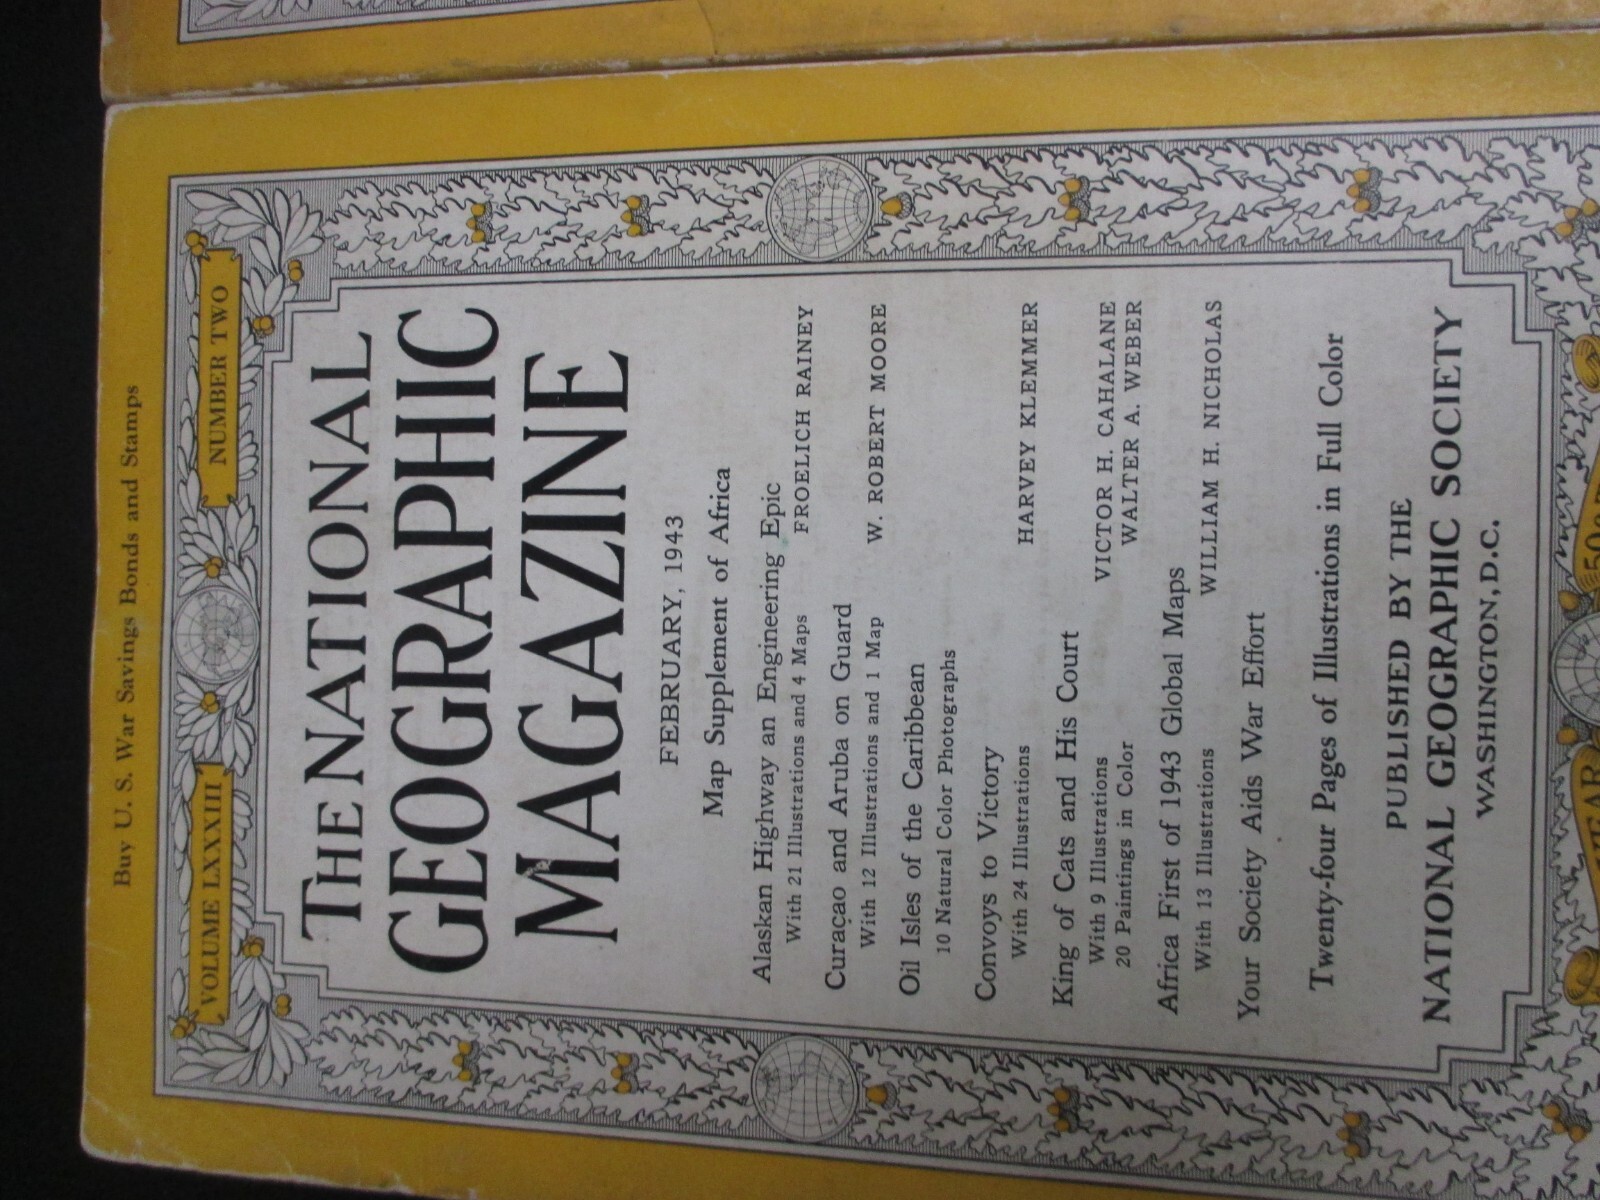 Buy U. S. War Savings Bonds and Stamps
VOLUME LXXXIII
NUMBER TWO
THE NATIONAL
GEOGRAPHIC
MAGAZINE
FEBRUARY, 1943
Map Supplement of Africa
Alaskan Highway an Engineering Epic
With 21 Illustrations and 4 Maps FROELICH RAINEY
Curaçao and Aruba on Guard
With 12 Illustrations and 1 Map W. ROBERT MOORE
Oil Isles of the Caribbean
10 Natural Color Photographs
Convoys to Victory
With 24 Illustrations HARVEY KLEMMER
King of Cats and His Court
With 9 Illustrations VICTOR H. CAHALANE
20 Paintings in Color WALTER A. WEBER
Africa First of 1943 Global Maps
With 13 Illustrations WILLIAM H. NICHOLAS
Your Society Aids War Effort
Twenty-four Pages of Illustrations in Full Color
PUBLISHED BY THE
NATIONAL GEOGRAPHIC SOCIETY
WASHINGTON, D.C.